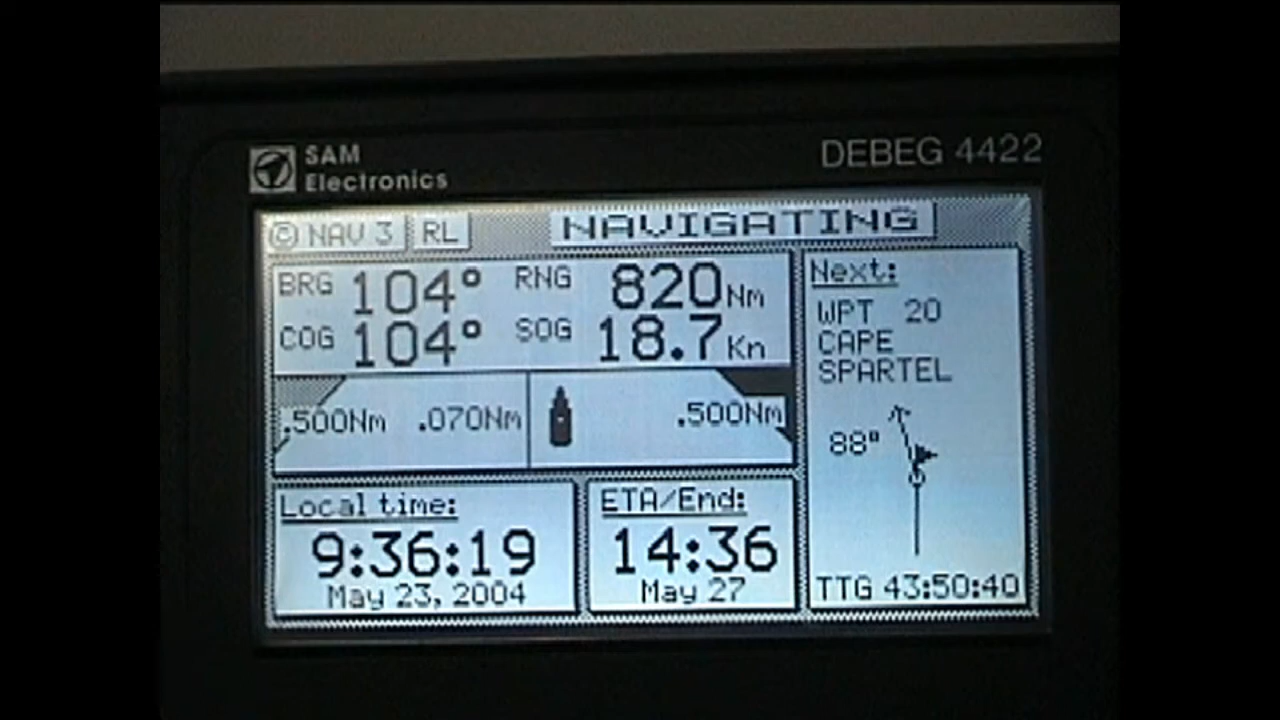 SAM
Electronics
DEBEG 4422
© NAV 3 RL NAVIGATING
BRG 104° RNG 820Nm
COG 104° SOG 18.7Kn
.500Nm .070Nm .500Nm
Local time:
9:36:19
May 23, 2004
ETA/End:
14:36
May 27
Next:
WPT 20
CAPE
SPARTEL
88°
TTG 43:50:40